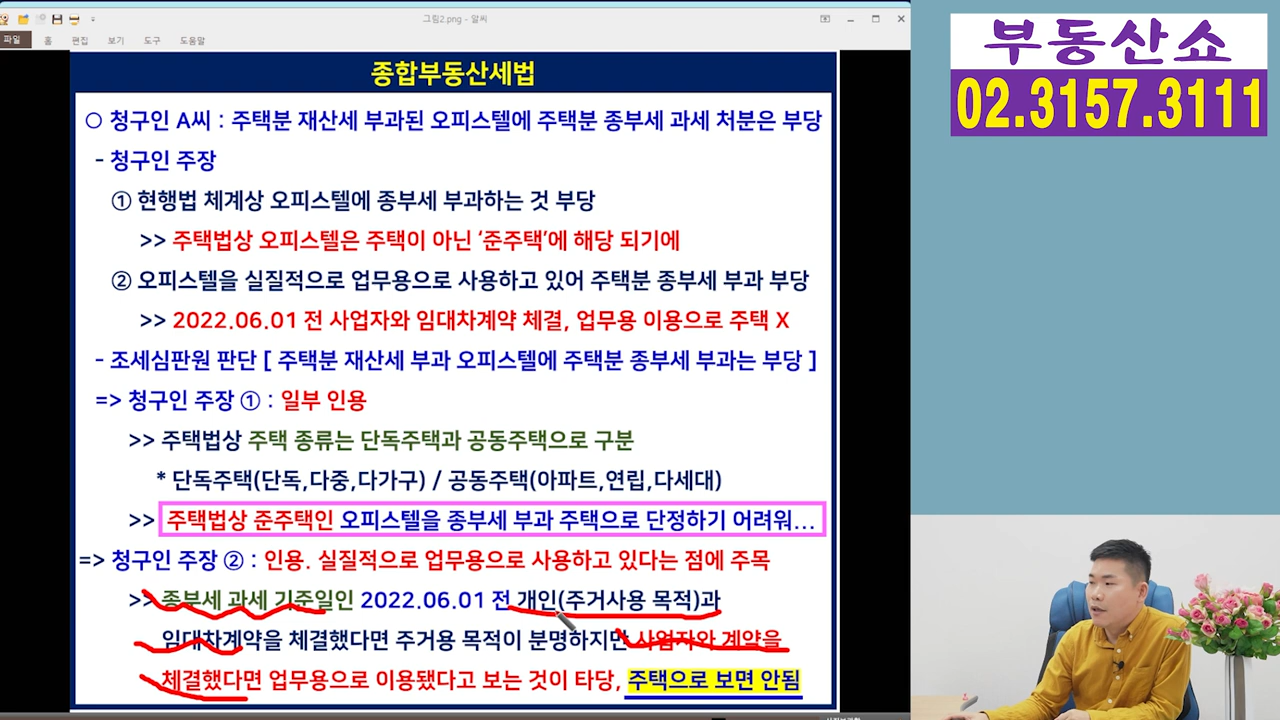 그림2.png - 알씨
파일 홈 편집 보기 도구 도움말
부동산쇼
02.3157.3111
종합부동산세법
○ 청구인 A씨 : 주택분 재산세 부과된 오피스텔에 주택분 종부세 과세 처분은 부당
- 청구인 주장
① 현행법 체계상 오피스텔에 종부세 부과하는 것 부당
>> 주택법상 오피스텔은 주택이 아닌 ‘준주택’에 해당 되기에
② 오피스텔을 실질적으로 업무용으로 사용하고 있어 주택분 종부세 부과 부당
>> 2022.06.01 전 사업자와 임대차계약 체결, 업무용 이용으로 주택 X
- 조세심판원 판단 [ 주택분 재산세 부과 오피스텔에 주택분 종부세 부과는 부당 ]
=> 청구인 주장 ① : 일부 인용
>> 주택법상 주택 종류는 단독주택과 공동주택으로 구분
* 단독주택(단독,다중,다가구) / 공동주택(아파트,연립,다세대)
>> 주택법상 준주택인 오피스텔을 종부세 부과 주택으로 단정하기 어려워...
=> 청구인 주장 ② : 인용. 실질적으로 업무용으로 사용하고 있다는 점에 주목
>> 종부세 과세 기준일인 2022.06.01 전 개인(주거사용 목적)과
임대차계약을 체결했다면 주거용 목적이 분명하지만 사업자와 계약을
체결했다면 업무용으로 이용됐다고 보는 것이 타당, 주택으로 보면 안됨